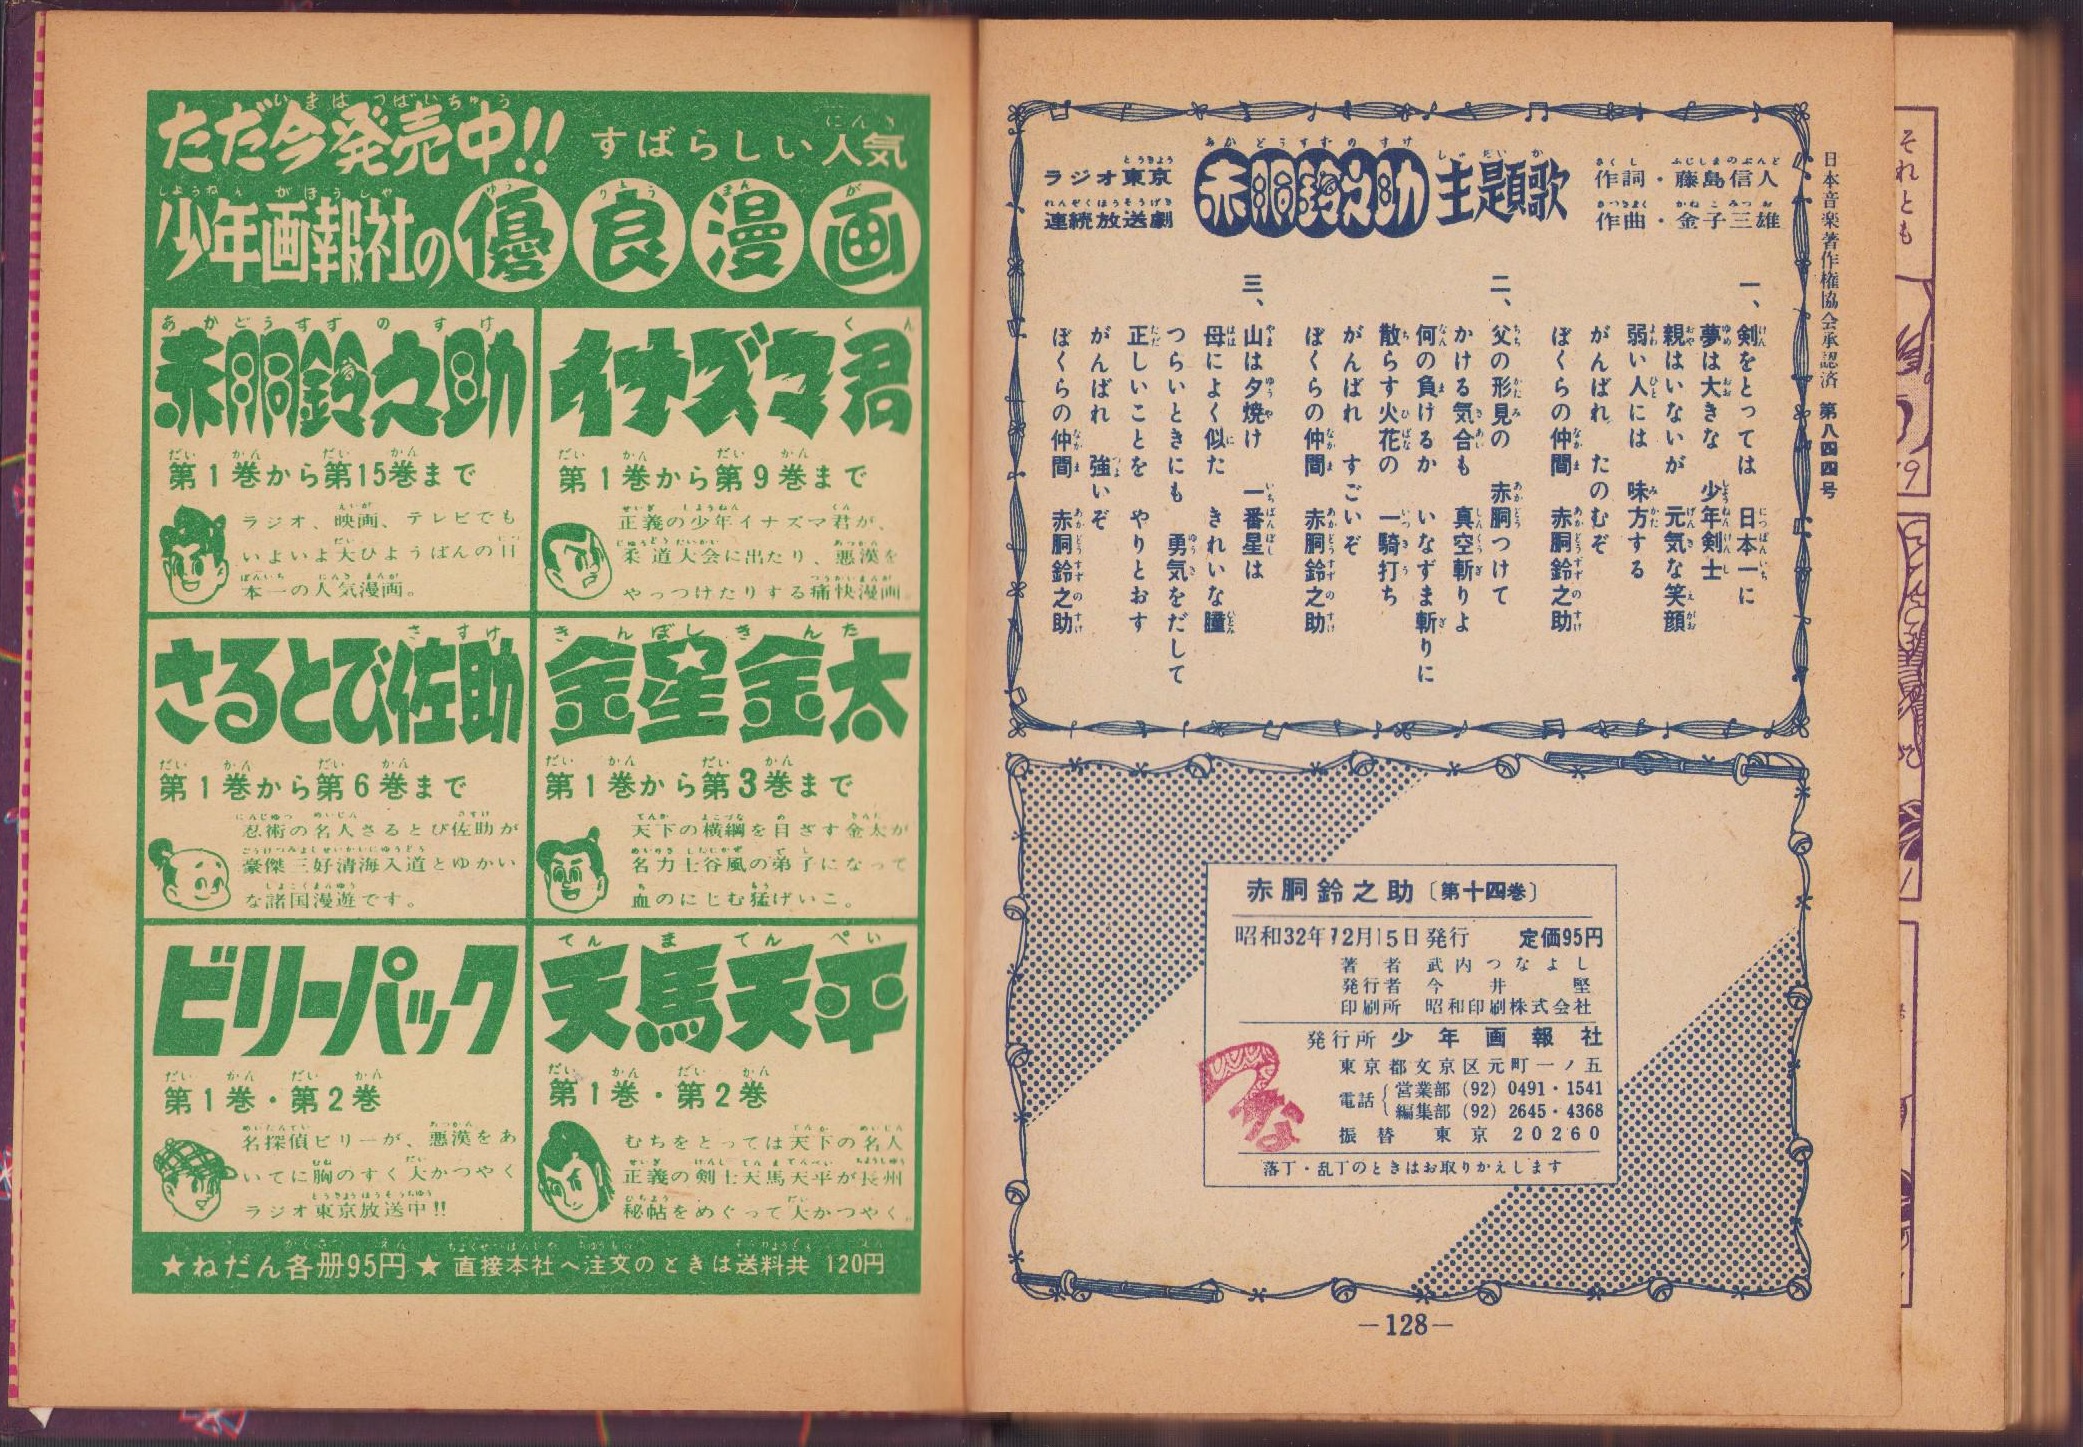 ただ今発売中!! すばらしい人気
少年画報社の優良漫画
赤胴鈴之助
第1巻から第15巻まで
ラジオ、映画、テレビでも
いよいよ大ひようばんの日
本一の人気漫画。
イナズマ君
第1巻から第9巻まで
正義の少年イナズマ君が、
柔道大会に出たり、悪漢を
やっつけたりする痛快漫画。
さるとび佐助
第1巻から第6巻まで
忍術の名人さるとび佐助が
豪傑三好清海入道とゆかい
な諸国漫遊です。
金星金太
第1巻から第3巻まで
天下の横綱を目ざす金太が
名力士谷風の弟子になって
血のにじむ猛げいこ。
ビリーパック
第1巻・第2巻
名探偵ビリーが、悪漢をあ
いてに胸のすく大かつやく
ラジオ東京放送中!!
天馬天平
第1巻・第2巻
むちをとっては天下の名人
正義の剣士天馬天平が長州
秘帖をめぐって大かつやく。
★ねだん各册95円★直接本社へ注文のときは送料共 120円
日本音楽著作権協会承認済 第八四四号
ラジオ東京
連続放送劇
赤胴鈴之助 主題歌
作詞・藤島信人
作曲・金子三雄
一、剣をとっては 日本一に
夢は大きな 少年剣士
親はいないが 元気な笑顔
弱い人には 味方する
がんばれ たのむぞ
ぼくらの仲間 赤胴鈴之助
二、父の形見の 赤胴つけて
かける気合も 真空斬りよ
何の負けるか いなずま斬りに
散らす火花の 一騎打ち
がんばれ すごいぞ
ぼくらの仲間 赤胴鈴之助
三、山は夕焼け 一番星は
母によく似た きれいな瞳
つらいときにも 勇気をだして
正しいことを やりとおす
がんばれ 強いぞ
ぼくらの仲間 赤胴鈴之助
赤胴鈴之助〔第十四巻〕
昭和32年12月15日発行 定価95円
著者 武内つなよし
発行者 今井 堅
印刷所 昭和印刷株式会社
発行所 少年画報社
東京都文京区元町一ノ五
電話 営業部 (92) 0491・1541
編集部 (92) 2645・4368
振替 東京 20260
落丁・乱丁のときはお取りかえします
—128—
それとも